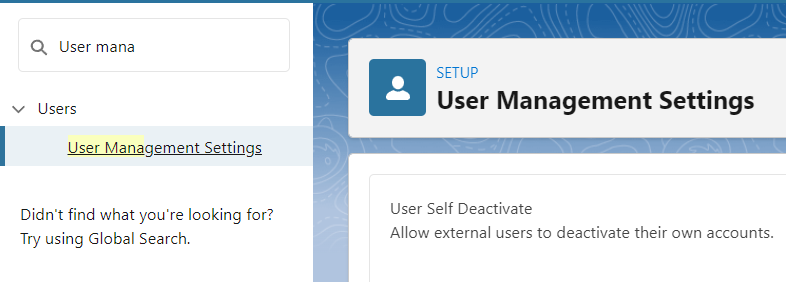 User mana
Users
User Management Settings
Didn't find what you're looking for?
Try using Global Search.
SETUP
User Management Settings
User Self Deactivate
Allow external users to deactivate their own accounts.